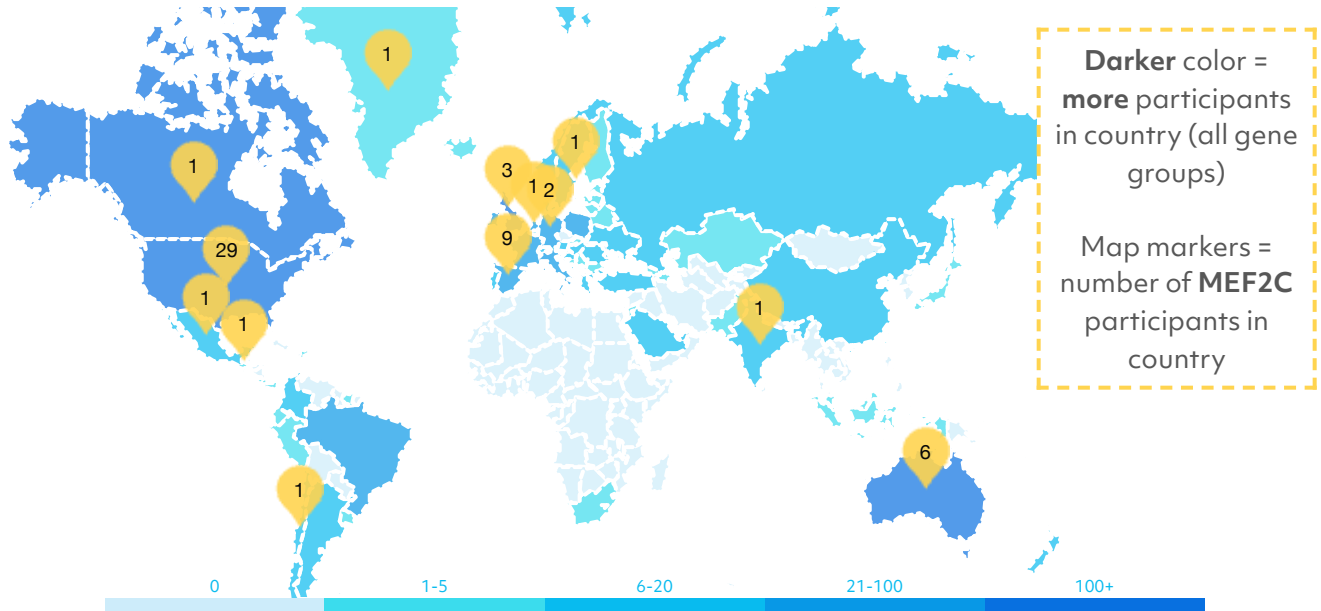 1
1
1
3
1
2
9
29
1
1
1
1
6
Darker color =
more participants
in country (all gene
groups)
Map markers =
number of MEF2C
participants in
country
0
1-5
6-20
21-100
100+